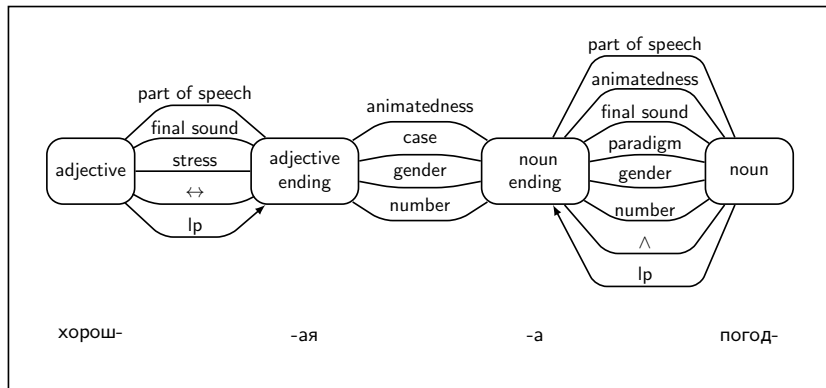 part of speech
final sound
stress
↔
lp
adjective
adjective
ending
animatedness
case
gender
number
noun
ending
part of speech
animatedness
final sound
paradigm
gender
number
∧
lp
noun
хорош-
-ая
-а
погод-